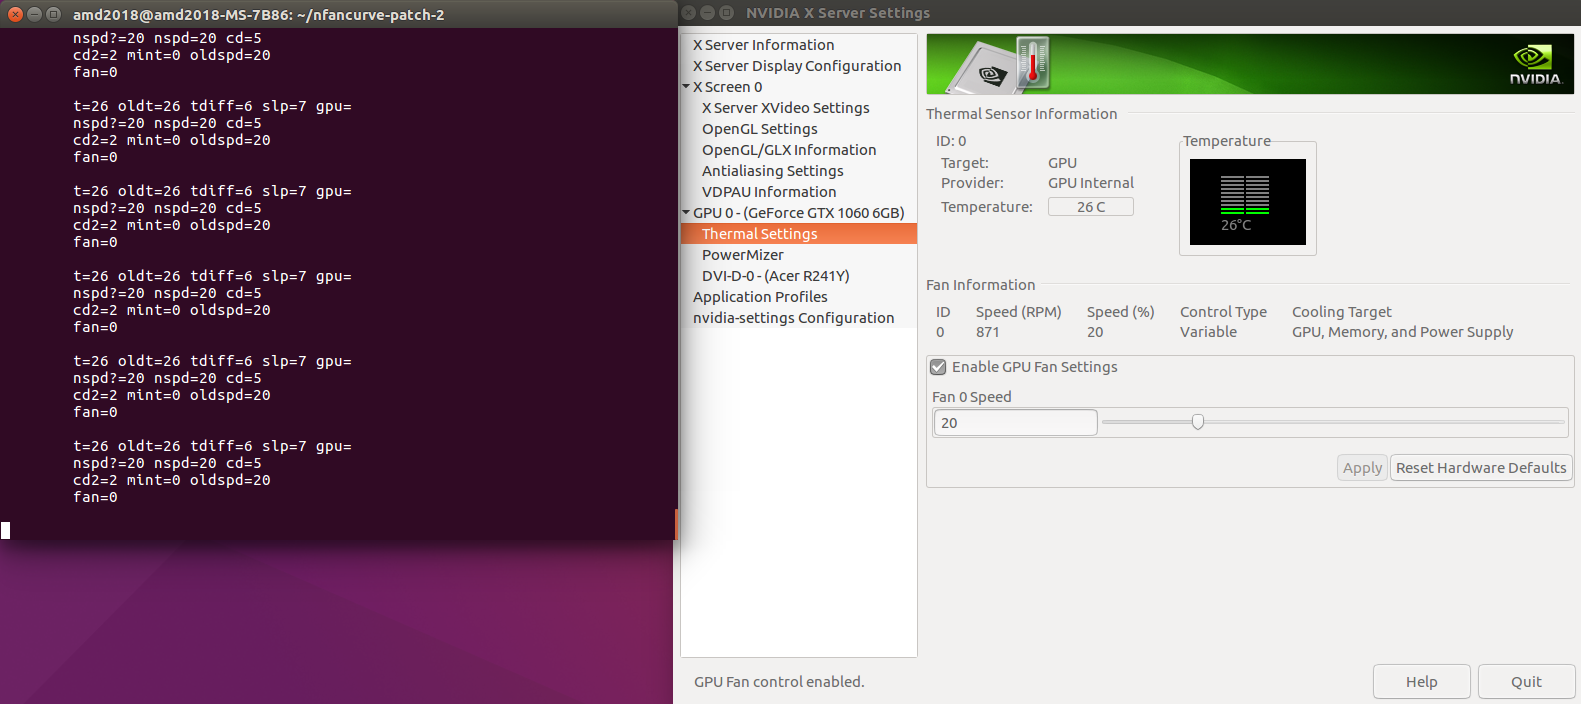 amd2018@amd2018-MS-7B86: ~/nfancurve-patch-2
nspd?=20 nspd=20 cd=5
cd2=2 mint=0 oldspd=20
fan=0
t=26 oldt=26 tdiff=6 slp=7 gpu=
nspd?=20 nspd=20 cd=5
cd2=2 mint=0 oldspd=20
fan=0
t=26 oldt=26 tdiff=6 slp=7 gpu=
nspd?=20 nspd=20 cd=5
cd2=2 mint=0 oldspd=20
fan=0
t=26 oldt=26 tdiff=6 slp=7 gpu=
nspd?=20 nspd=20 cd=5
cd2=2 mint=0 oldspd=20
fan=0
t=26 oldt=26 tdiff=6 slp=7 gpu=
nspd?=20 nspd=20 cd=5
cd2=2 mint=0 oldspd=20
fan=0
t=26 oldt=26 tdiff=6 slp=7 gpu=
nspd?=20 nspd=20 cd=5
cd2=2 mint=0 oldspd=20
fan=0
NVIDIA X Server Settings
X Server Information
X Server Display Configuration
X Screen 0
X Server XVideo Settings
OpenGL Settings
OpenGL/GLX Information
Antialiasing Settings
VDPAU Information
GPU 0 - (GeForce GTX 1060 6GB)
Thermal Settings
PowerMizer
DVI-D-0 - (Acer R241Y)
Application Profiles
nvidia-settings Configuration
NVIDIA.
Thermal Sensor Information
ID: 0
Target: GPU
Provider: GPU Internal
Temperature: 26 C
Temperature
26°C
Fan Information
ID Speed (RPM) Speed (%) Control Type Cooling Target
0 871 20 Variable GPU, Memory, and Power Supply
Enable GPU Fan Settings
Fan 0 Speed
20
Apply Reset Hardware Defaults
GPU Fan control enabled.
Help Quit